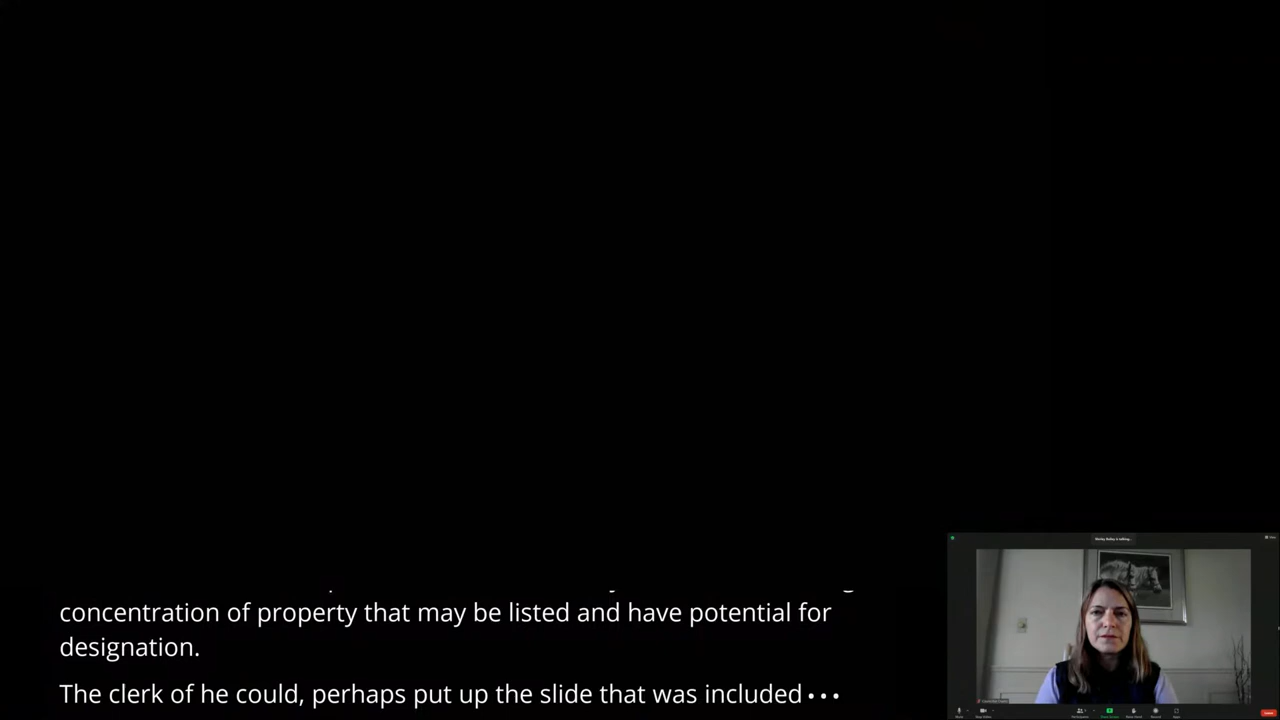 concentration of property that may be listed and have potential for
designation.
The clerk of he could, perhaps put up the slide that was included •••